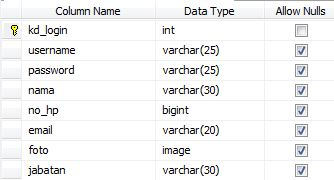 Column Name Data Type Allow Nulls
kd_login int
username varchar(25)
password varchar(25)
nama varchar(30)
no_hp bigint
email varchar(20)
foto image
jabatan varchar(30)